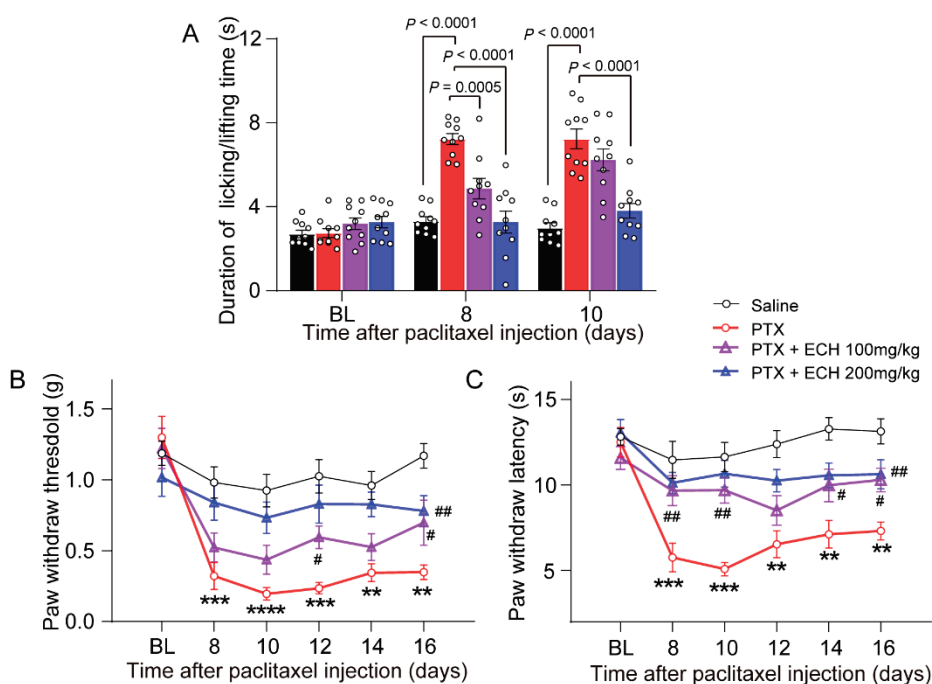 A
Duration of licking/lifting time (s)
12
8
4
0
P < 0.0001
P < 0.0001
P = 0.0005
P < 0.0001
P < 0.0001
BL
8
10
Time after paclitaxel injection (days)
Saline
PTX
PTX + ECH 100mg/kg
PTX + ECH 200mg/kg
B
Paw withdraw thresdold (g)
1.5
1.0
0.5
0.0
##
#
#
***
****
***
**
**
BL
8
10
12
14
16
Time after paclitaxel injection (days)
C
Paw withdraw latency (s)
15
10
5
##
##
##
#
#
***
***
**
**
**
BL
8
10
12
14
16
Time after paclitaxel injection (days)